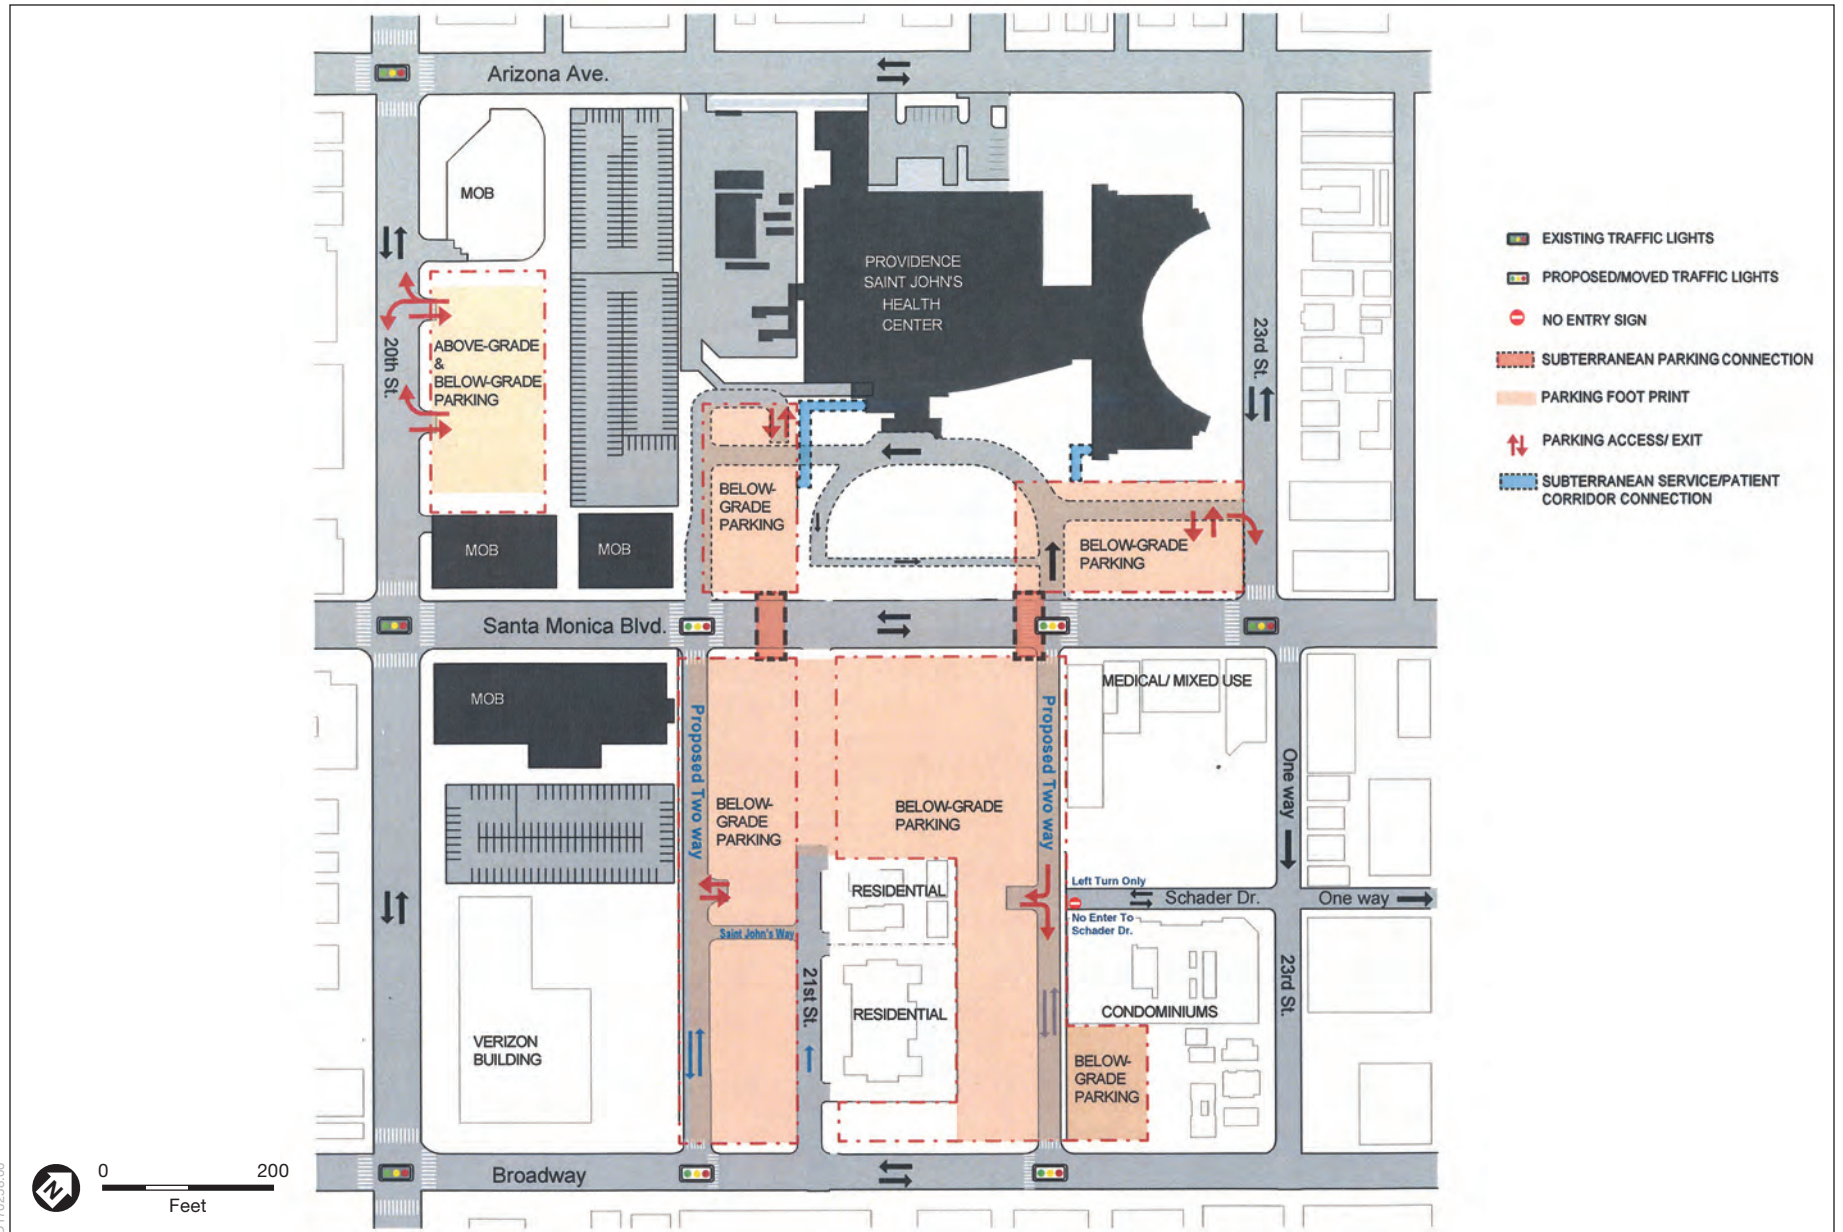 Arizona Ave.
MOB
PROVIDENCE
SAINT JOHN'S
HEALTH
CENTER
20th St.
ABOVE-GRADE
&
BELOW-GRADE
PARKING
23rd St.
BELOW-
GRADE
PARKING
BELOW-GRADE
PARKING
MOB
MOB
Santa Monica Blvd.
MOB
MEDICAL/ MIXED USE
Proposed Two way
Proposed Two way
One way
BELOW-
GRADE
PARKING
BELOW-GRADE
PARKING
RESIDENTIAL
Left Turn Only
Schader Dr.
One way
No Enter To
Schader Dr.
Saint John's Way
21st St.
23rd St.
RESIDENTIAL
CONDOMINIUMS
VERIZON
BUILDING
BELOW-
GRADE
PARKING
Broadway
EXISTING TRAFFIC LIGHTS
PROPOSED/MOVED TRAFFIC LIGHTS
NO ENTRY SIGN
SUBTERRANEAN PARKING CONNECTION
PARKING FOOT PRINT
PARKING ACCESS/ EXIT
SUBTERRANEAN SERVICE/PATIENT
CORRIDOR CONNECTION
N
0 200
Feet